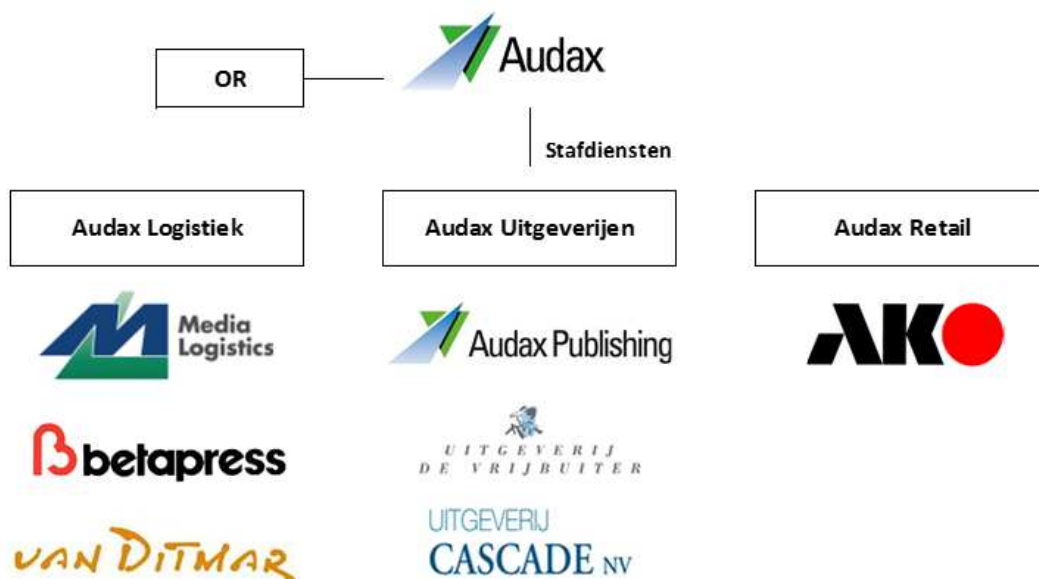 OR
Audax
Stafdiensten
Audax Logistiek
Audax Uitgeverijen
Audax Retail
Media
Logistics
Audax Publishing
AKO
betapress
UITGEVERIJ
DE VRIJBUITER
VAN DITMAR
UITGEVERIJ
CASCADE NV